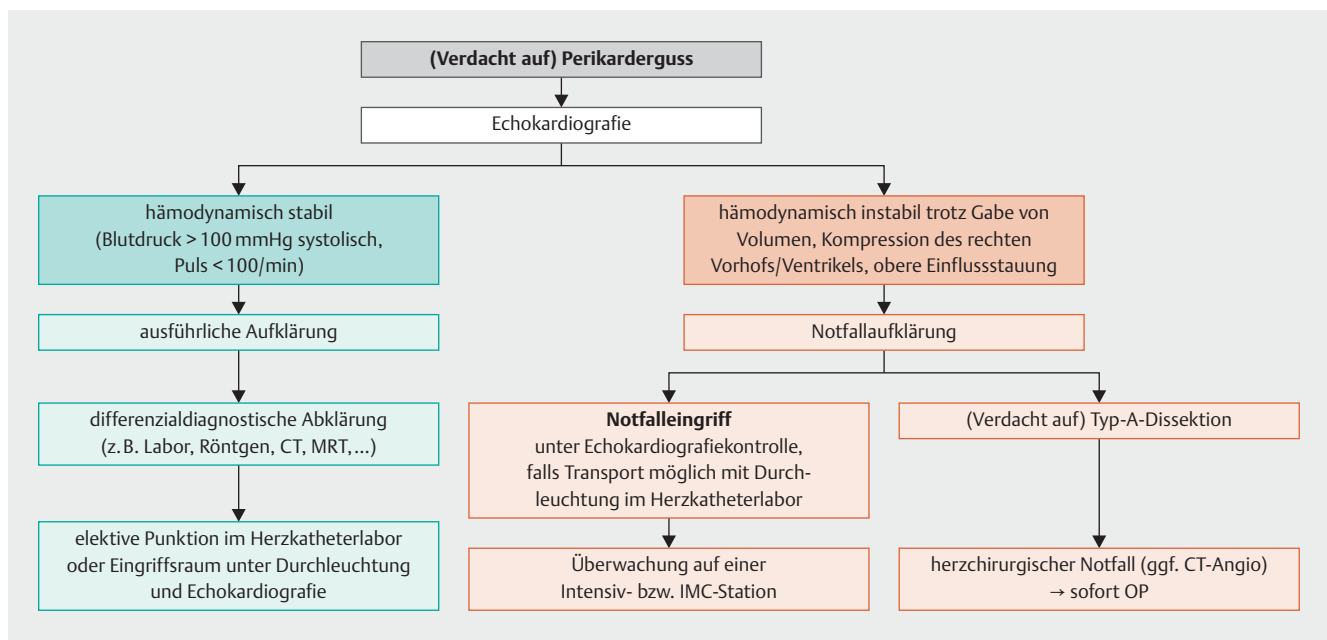 (Verdacht auf) Perikarderguss
Echokardiografie
hämodynamisch stabil
(Blutdruck > 100 mmHg systolisch,
Puls < 100/min)
hämodynamisch instabil trotz Gabe von
Volumen, Kompression des rechten
Vorhofs/Ventrikels, obere Einflussstauung
ausführliche Aufklärung
Notfallaufklärung
differenzialdiagnostische Abklärung
(z. B. Labor, Röntgen, CT, MRT, ...)
Notfalleingriff
unter Echokardiografiekontrolle,
falls Transport möglich mit Durch-
leuchtung im Herzkatheterlabor
(Verdacht auf) Typ-A-Dissektion
elektive Punktion im Herzkatheterlabor
oder Eingriffsraum unter Durchleuchtung
und Echokardiografie
Überwachung auf einer
Intensiv- bzw. IMC-Station
herzchirurgischer Notfall (ggf. CT-Angio)
→ sofort OP